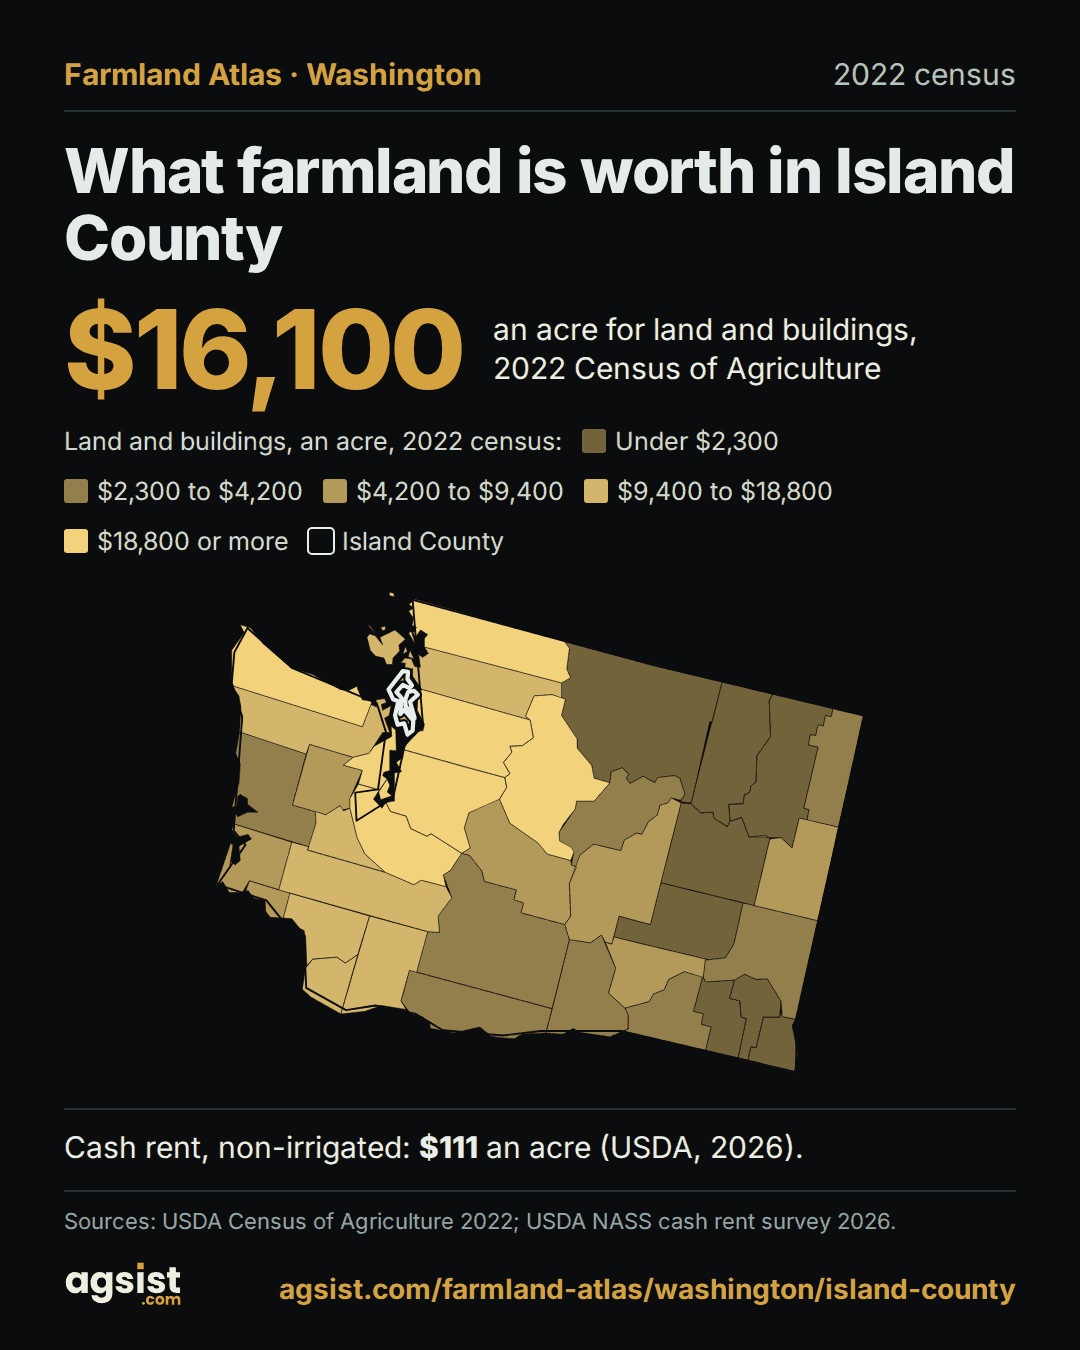 Farmland Atlas · Washington
2022 census
What farmland is worth in Island
County
$16,100
an acre for land and buildings,
2022 Census of Agriculture
Land and buildings, an acre, 2022 census: Under $2,300
$2,300 to $4,200 $4,200 to $9,400 $9,400 to $18,800
$18,800 or more Island County
Cash rent, non-irrigated: $111 an acre (USDA, 2026).
Sources: USDA Census of Agriculture 2022; USDA NASS cash rent survey 2026.
agsist
.com
agsist.com/farmland-atlas/washington/island-county